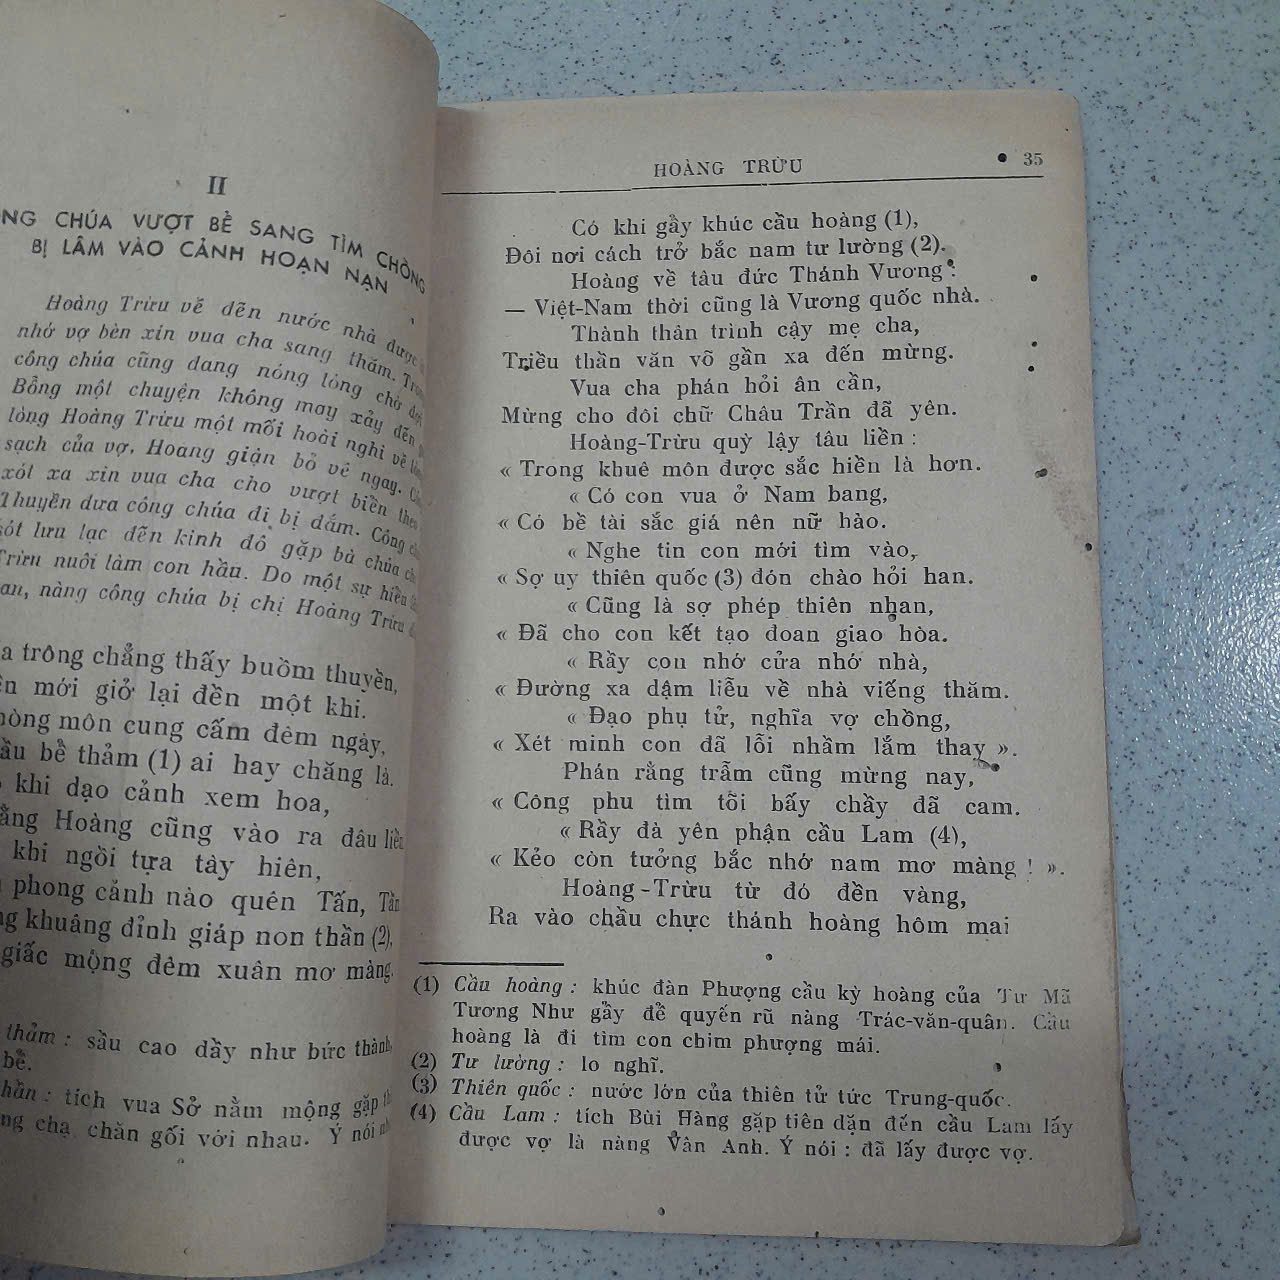 II
CHÚA VƯỢT BỂ SANG TÌM CHỒNG
BỊ LÂM VÀO CẢNH HOẠN NẠN
Hoàng Trừu về đến nước nhà được
nhớ vợ bèn xin vua cha sang thăm.
công chúa cũng đang nóng lòng chờ đợi
Bỗng một chuyện không may xảy đến
lòng Hoàng Trừu một mối hoài nghi về
sạch của vợ. Hoang giận bỏ về ngay.
xót xa xin vua cha cho vượt biển theo
Thuyền đưa công chúa đi bị đắm. Công
sót lưu lạc đến kinh đô gặp bà chúa
Trừu nuôi làm con hầu. Do một sự hiểu
nàng công chúa bị chị Hoàng Trừu
trông chẳng thấy buồm thuyền,
mới giở lại đền một khi.
môn cung cấm đêm ngày,
bể thảm (1) ai hay chăng là.
khi dạo cảnh xem hoa,
Hoàng cũng vào ra đâu liền
khi ngồi tựa tây hiên,
phong cảnh nào quên Tấn, Tần
khuâng đỉnh giáp non thần (2),
giấc mộng đêm xuân mơ màng.
thảm : sầu cao dầy như bức thành,
bể.
tích vua Sở nằm mộng gặp
chạ chăn gối với nhau. Ý nói
HOÀNG TRỪU 35
Có khi gầy khúc cầu hoàng (1),
Đôi nơi cách trở bắc nam tư lường (2).
Hoàng về tâu đức Thánh Vương :
— Việt-Nam thời cũng là Vương quốc nhà.
Thành thân trình cậy mẹ cha,
Triều thần văn võ gần xa đến mừng.
Vua cha phán hỏi ân cần,
Mừng cho đôi chữ Châu Trần đã yên.
Hoàng-Trừu quỳ lậy tâu liền :
« Trong khuê môn được sắc hiền là hơn.
« Có con vua ở Nam bang,
« Có bề tài sắc giá nên nữ hào.
« Nghe tin con mới tìm vào,
« Sợ uy thiên quốc (3) đón chào hỏi han.
« Cũng là sợ phép thiên nhan,
« Đã cho con kết tạo đoan giao hòa.
« Rầy con nhớ cửa nhớ nhà,
« Đường xa dậm liễu về nhà viếng thăm.
« Đạo phụ tử, nghĩa vợ chồng,
« Xét minh con đã lỗi nhầm lắm thay ».
Phán rằng trẫm cũng mừng nay,
« Công phu tìm tõi bấy chầy đã cam.
« Rầy đà yên phận cầu Lam (4),
« Kẻo còn tưởng bắc nhớ nam mơ màng ! ».
Hoàng-Trừu từ đó đền vàng,
Ra vào chầu chực thánh hoàng hôm mai
(1) Cầu hoàng : khúc đàn Phượng cầu kỳ hoàng của Tư Mã
Tương Như gầy để quyến rũ nàng Trác-văn-quân. Cầu
hoàng là đi tìm con chim phượng mái.
(2) Tư lường : lo nghĩ.
(3) Thiên quốc : nước lớn của thiên tử tức Trung-quốc.
(4) Cầu Lam : tích Bùi Hàng gặp tiên dặn đến cầu Lam lấy
được vợ là nàng Vân Anh. Ý nói : đã lấy được vợ.